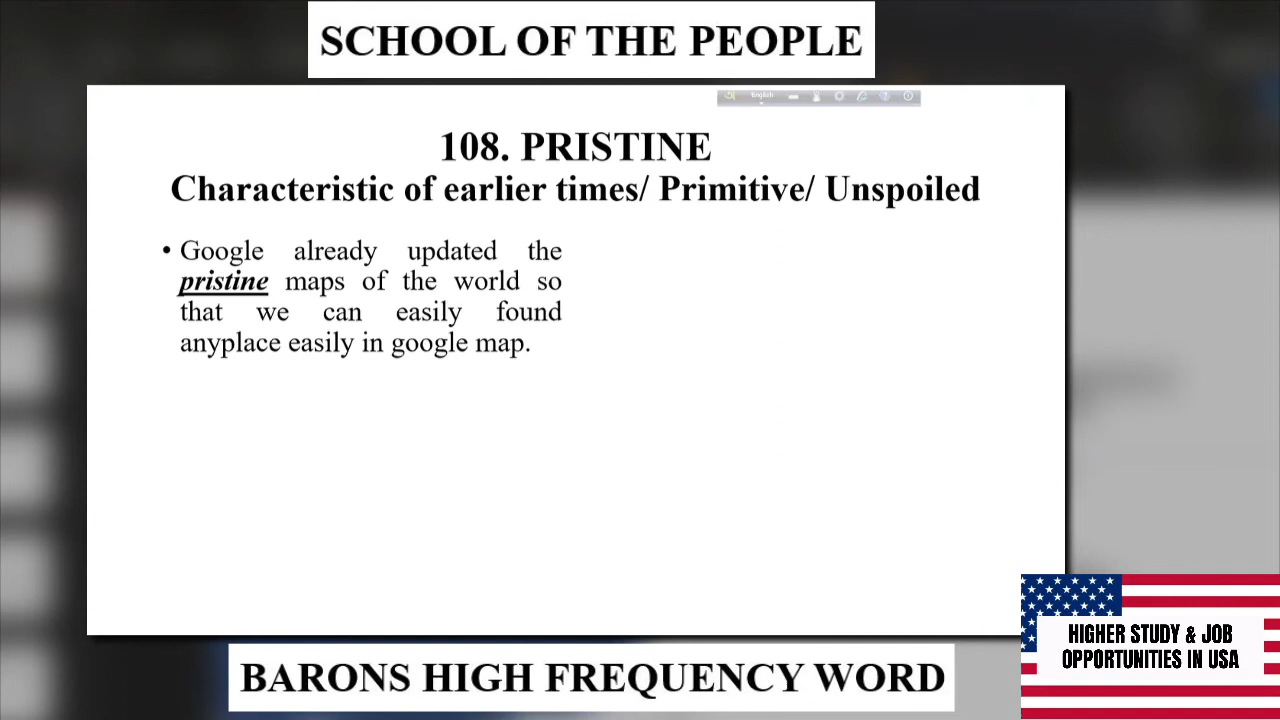 SCHOOL OF THE PEOPLE
অ English
108. PRISTINE
Characteristic of earlier times/ Primitive/ Unspoiled
• Google already updated the
pristine maps of the world so
that we can easily found
anyplace easily in google map.
HIGHER STUDY & JOB
OPPORTUNITIES IN USA
BARONS HIGH FREQUENCY WORD